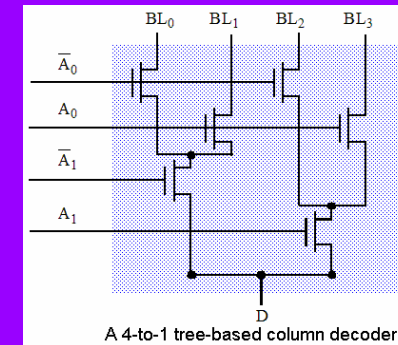 BL₀ BL₁ BL₂ BL₃
A̅₀
A₀
A̅₁
A₁
D
A 4-to-1 tree-based column decoder